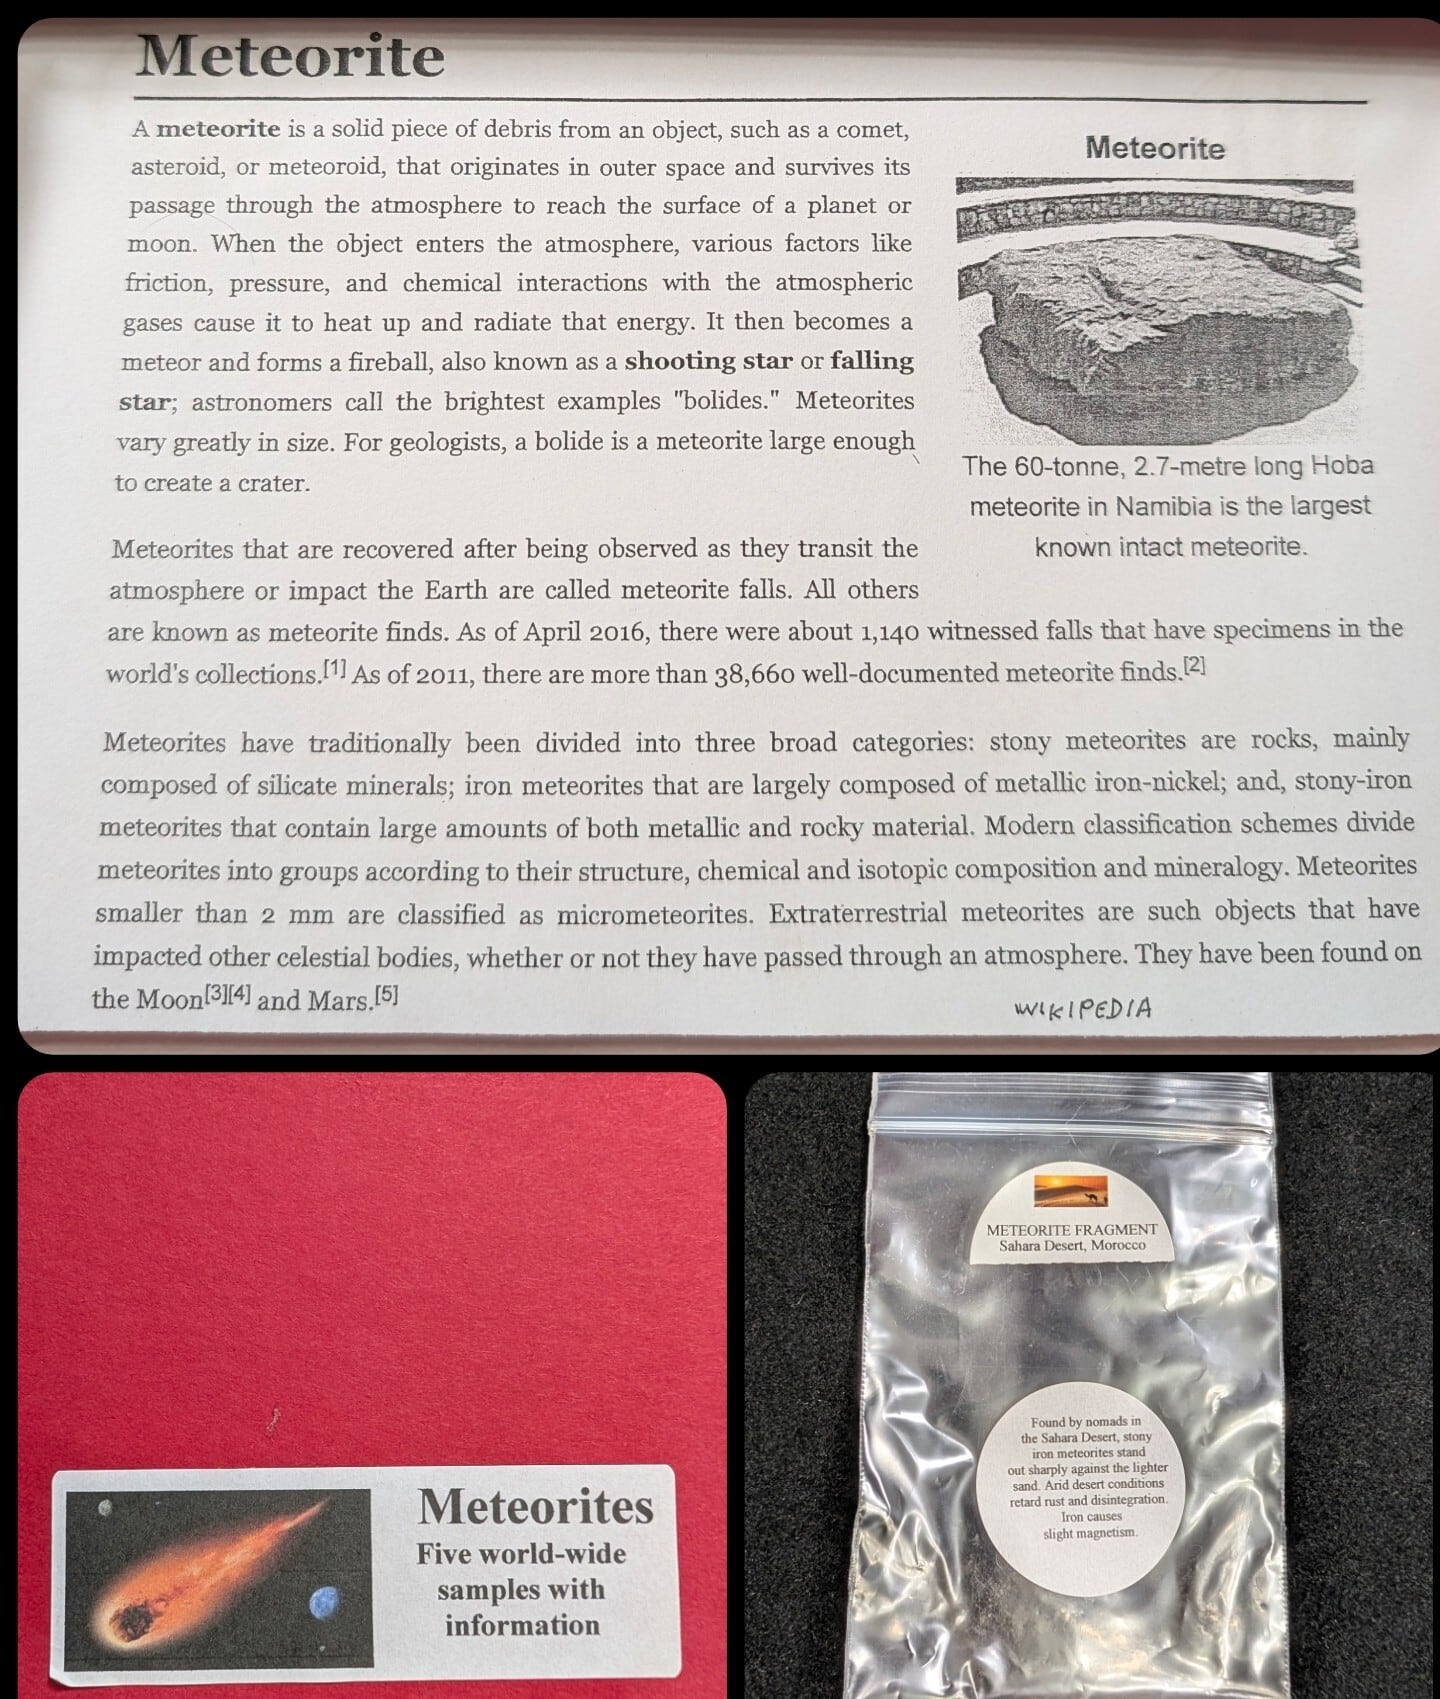 Meteorite
A meteorite is a solid piece of debris from an object, such as a comet,
asteroid, or meteoroid, that originates in outer space and survives its
passage through the atmosphere to reach the surface of a planet or
moon. When the object enters the atmosphere, various factors like
friction, pressure, and chemical interactions with the atmospheric
gases cause it to heat up and radiate that energy. It then becomes a
meteor and forms a fireball, also known as a shooting star or falling
star; astronomers call the brightest examples "bolides." Meteorites
vary greatly in size. For geologists, a bolide is a meteorite large enough
to create a crater.
Meteorite
The 60-tonne, 2.7-metre long Hoba
meteorite in Namibia is the largest
known intact meteorite.
Meteorites that are recovered after being observed as they transit the
atmosphere or impact the Earth are called meteorite falls. All others
are known as meteorite finds. As of April 2016, there were about 1,140 witnessed falls that have specimens in the
world's collections.[1] As of 2011, there are more than 38,660 well-documented meteorite finds.[2]
Meteorites have traditionally been divided into three broad categories: stony meteorites are rocks, mainly
composed of silicate minerals; iron meteorites that are largely composed of metallic iron-nickel; and, stony-iron
meteorites that contain large amounts of both metallic and rocky material. Modern classification schemes divide
meteorites into groups according to their structure, chemical and isotopic composition and mineralogy. Meteorites
smaller than 2 mm are classified as micrometeorites. Extraterrestrial meteorites are such objects that have
impacted other celestial bodies, whether or not they have passed through an atmosphere. They have been found on
the Moon[3][4] and Mars.[5]
WIKIPEDIA
Meteorites
Five world-wide
samples with
information
METEORITE FRAGMENT
Sahara Desert, Morocco
Found by nomads in
the Sahara Desert, stony
iron meteorites stand
out sharply against the lighter
sand. Arid desert conditions
retard rust and disintegration.
Iron causes
slight magnetism.